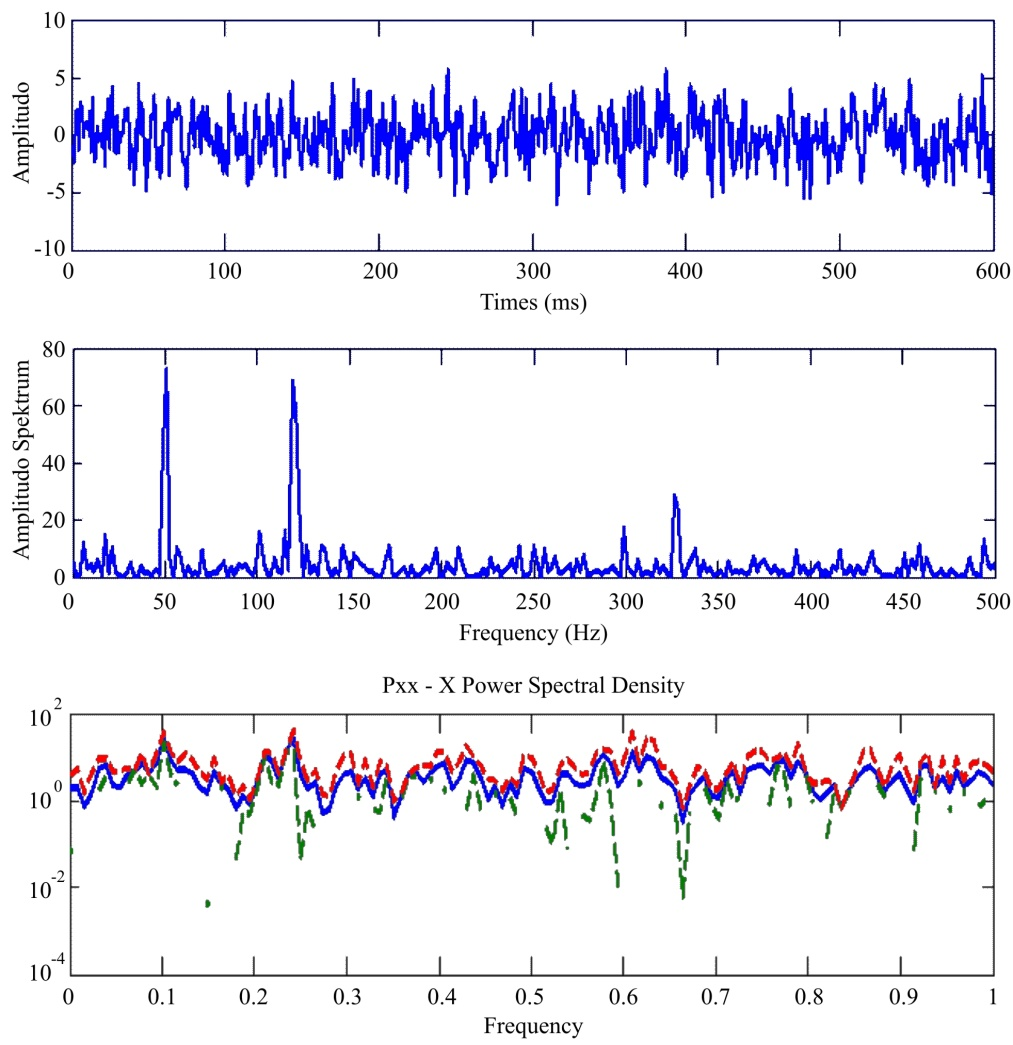 10
5
0
-5
-10
Amplitudo
0 100 200 300 400 500 600
Times (ms)
80
60
40
20
0
Amplitudo Spektrum
0 50 100 150 200 250 300 350 400 450 500
Frequency (Hz)
Pxx - X Power Spectral Density
10^2
10^0
10^-2
10^-4
0 0.1 0.2 0.3 0.4 0.5 0.6 0.7 0.8 0.9 1
Frequency